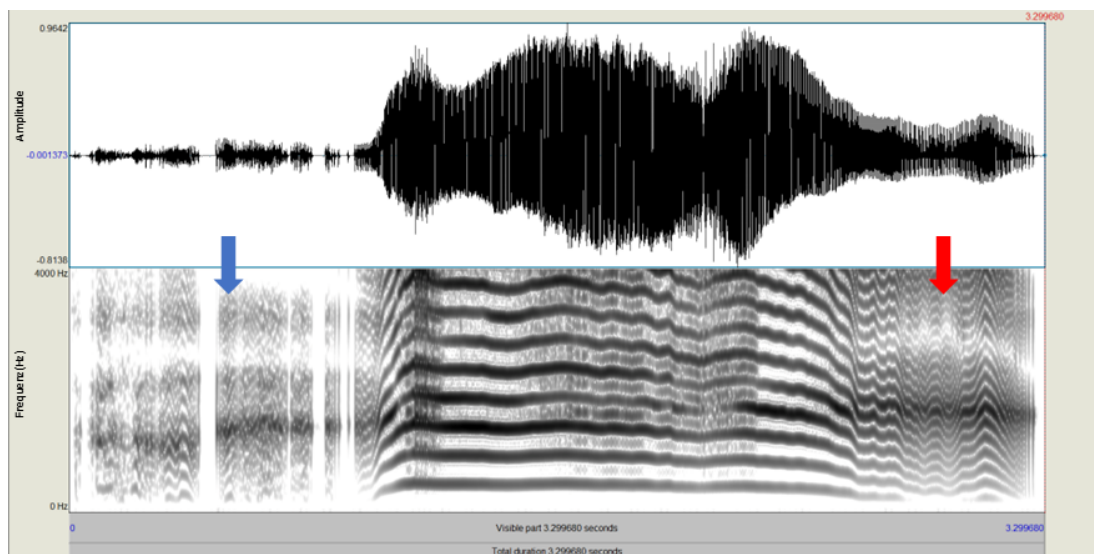 3.299680
0.9642
Amplitude
-0.001373
-0.8138
4000 Hz
Frequenz(Hz)
0 Hz
0 Visible part 3.299680 seconds 3.299680
Total duration 3.299680 seconds